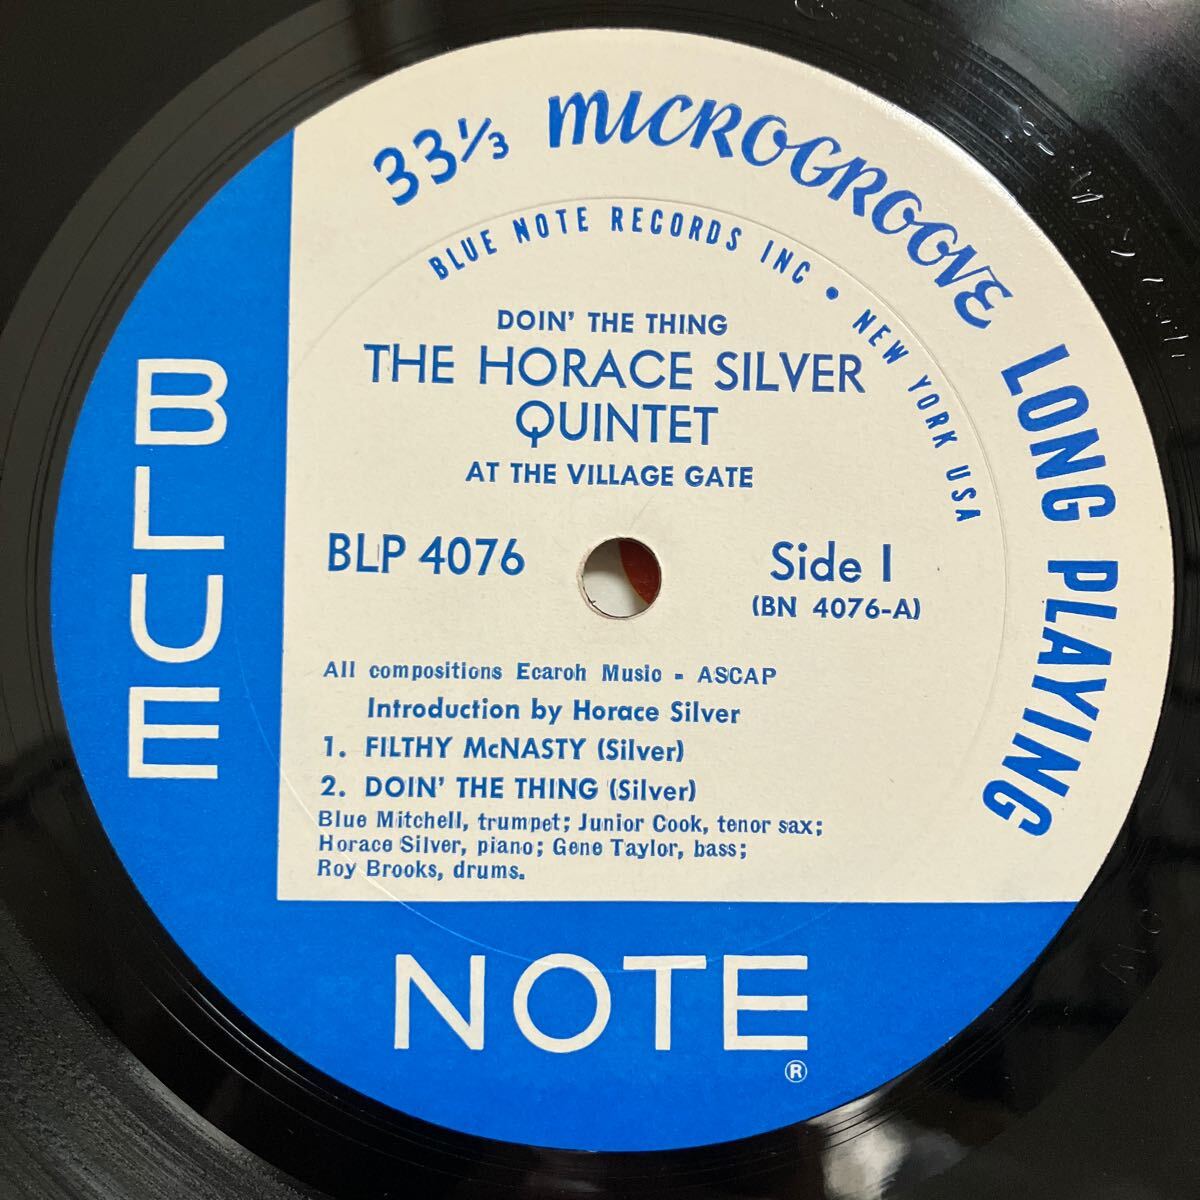 33⅓ MICROGROOVE LONG PLAYING
BLUE NOTE RECORDS INC • NEW YORK USA
DOIN' THE THING
THE HORACE SILVER
QUINTET
AT THE VILLAGE GATE
BLP 4076
Side 1
(BN 4076-A)
All compositions Ecaroh Music - ASCAP
Introduction by Horace Silver
1. FILTHY McNASTY (Silver)
2. DOIN' THE THING (Silver)
Blue Mitchell, trumpet; Junior Cook, tenor sax;
Horace Silver, piano; Gene Taylor, bass;
Roy Brooks, drums.
BLUE
NOTE
®